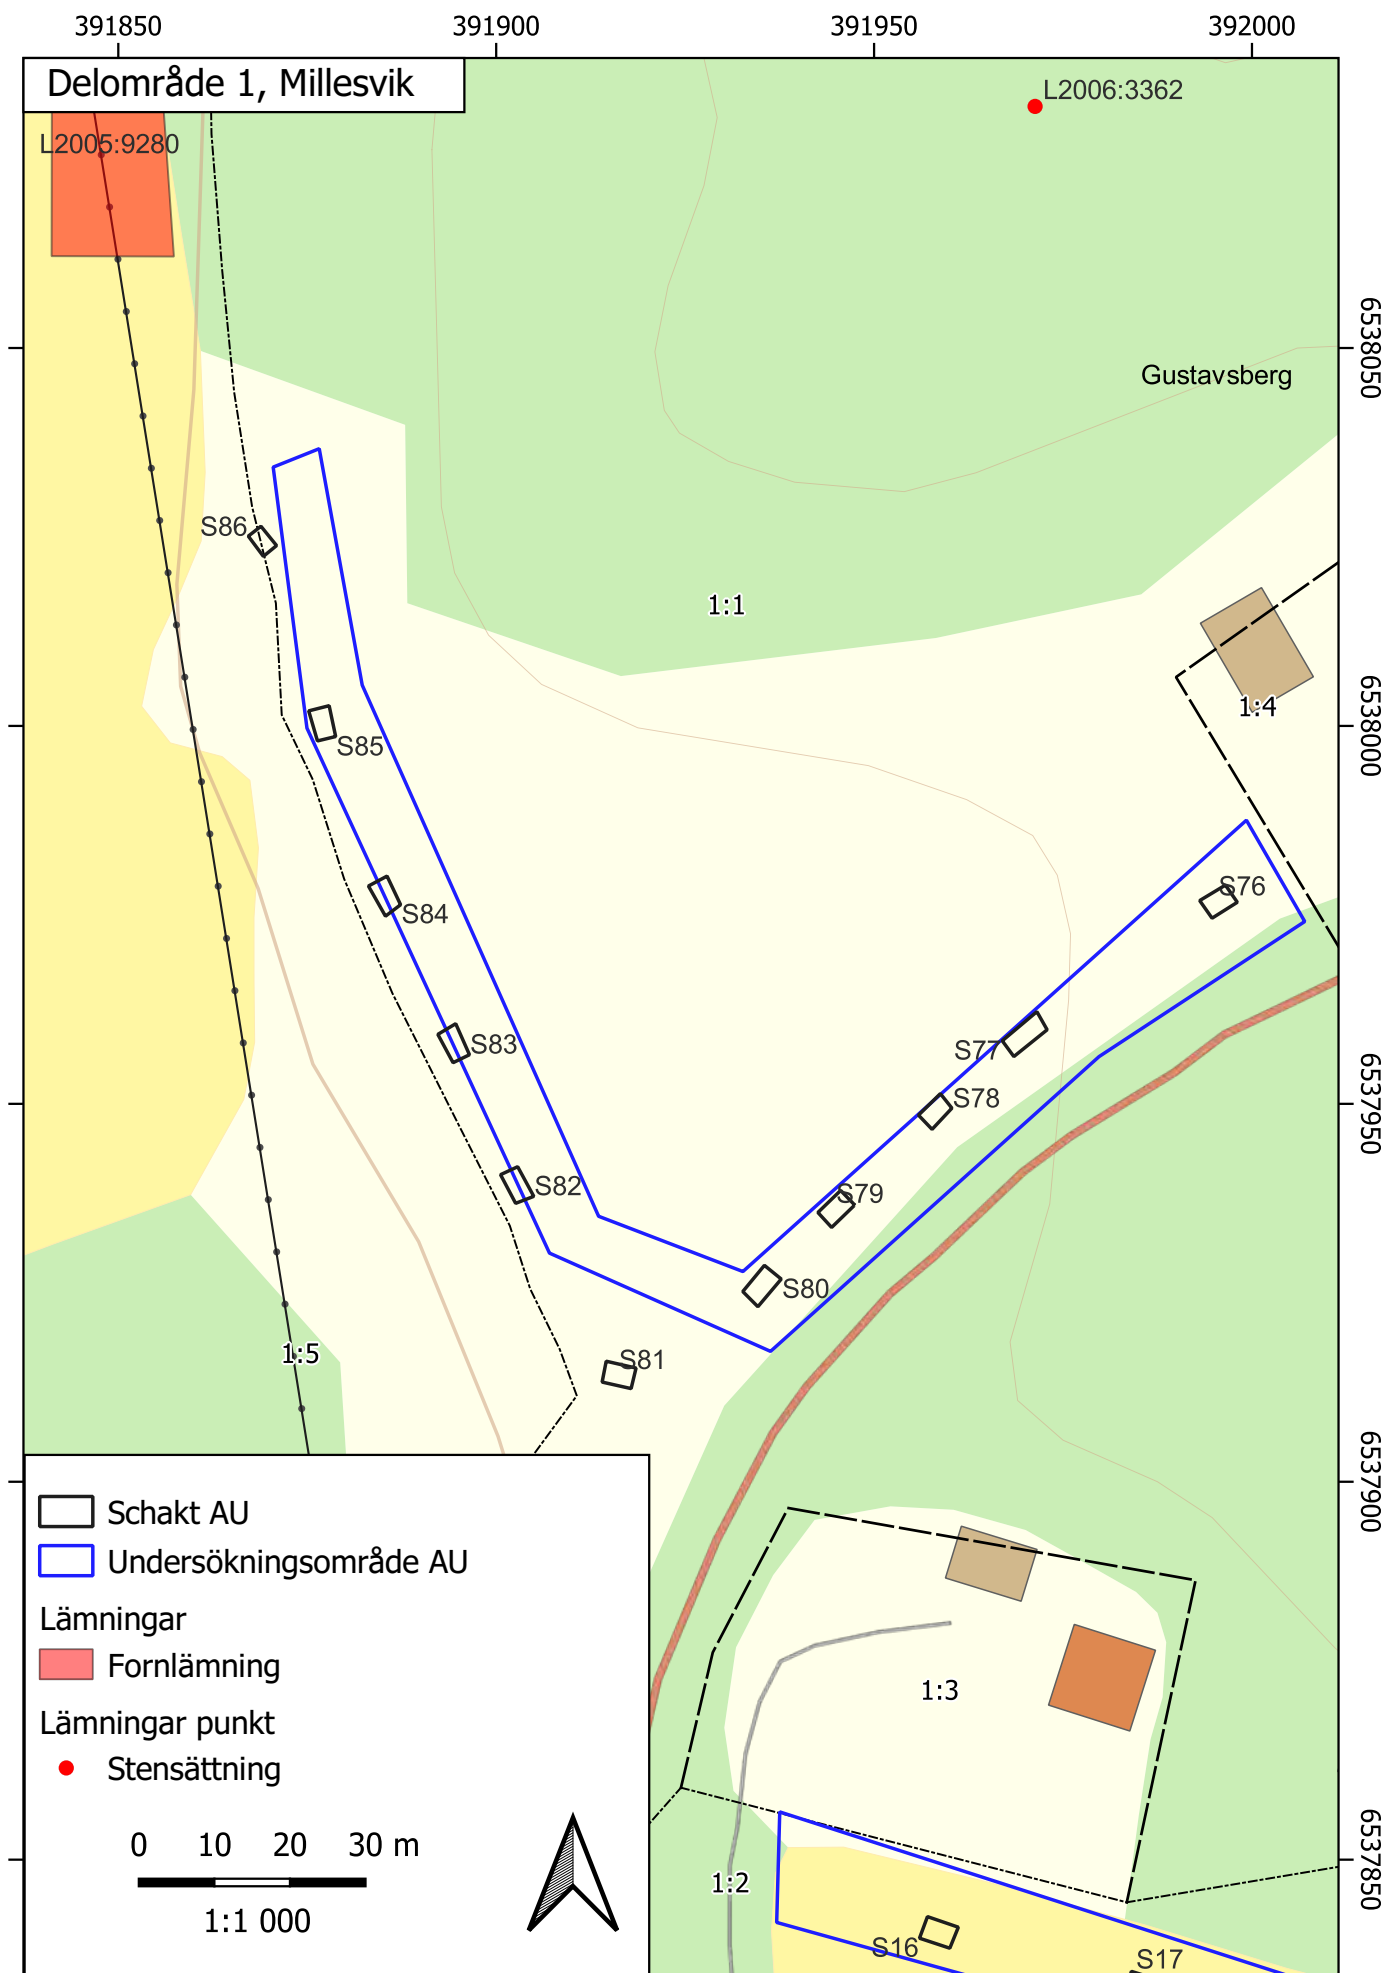 391850 391900 391950 392000
Delområde 1, Millesvik
L2006:3362
L2005:9280
6538050
Gustavsberg
S86
1:1
1:4
6538000
S85
S76
S84
S83
S77
S78
6537950
S82
S79
S80
1:5
S81
6537900
Schakt AU
Undersökningsområde AU
Lämningar
Fornlämning
Lämningar punkt
Stensättning
0 10 20 30 m
1:1 000
1:3
6537850
1:2
S16
S17